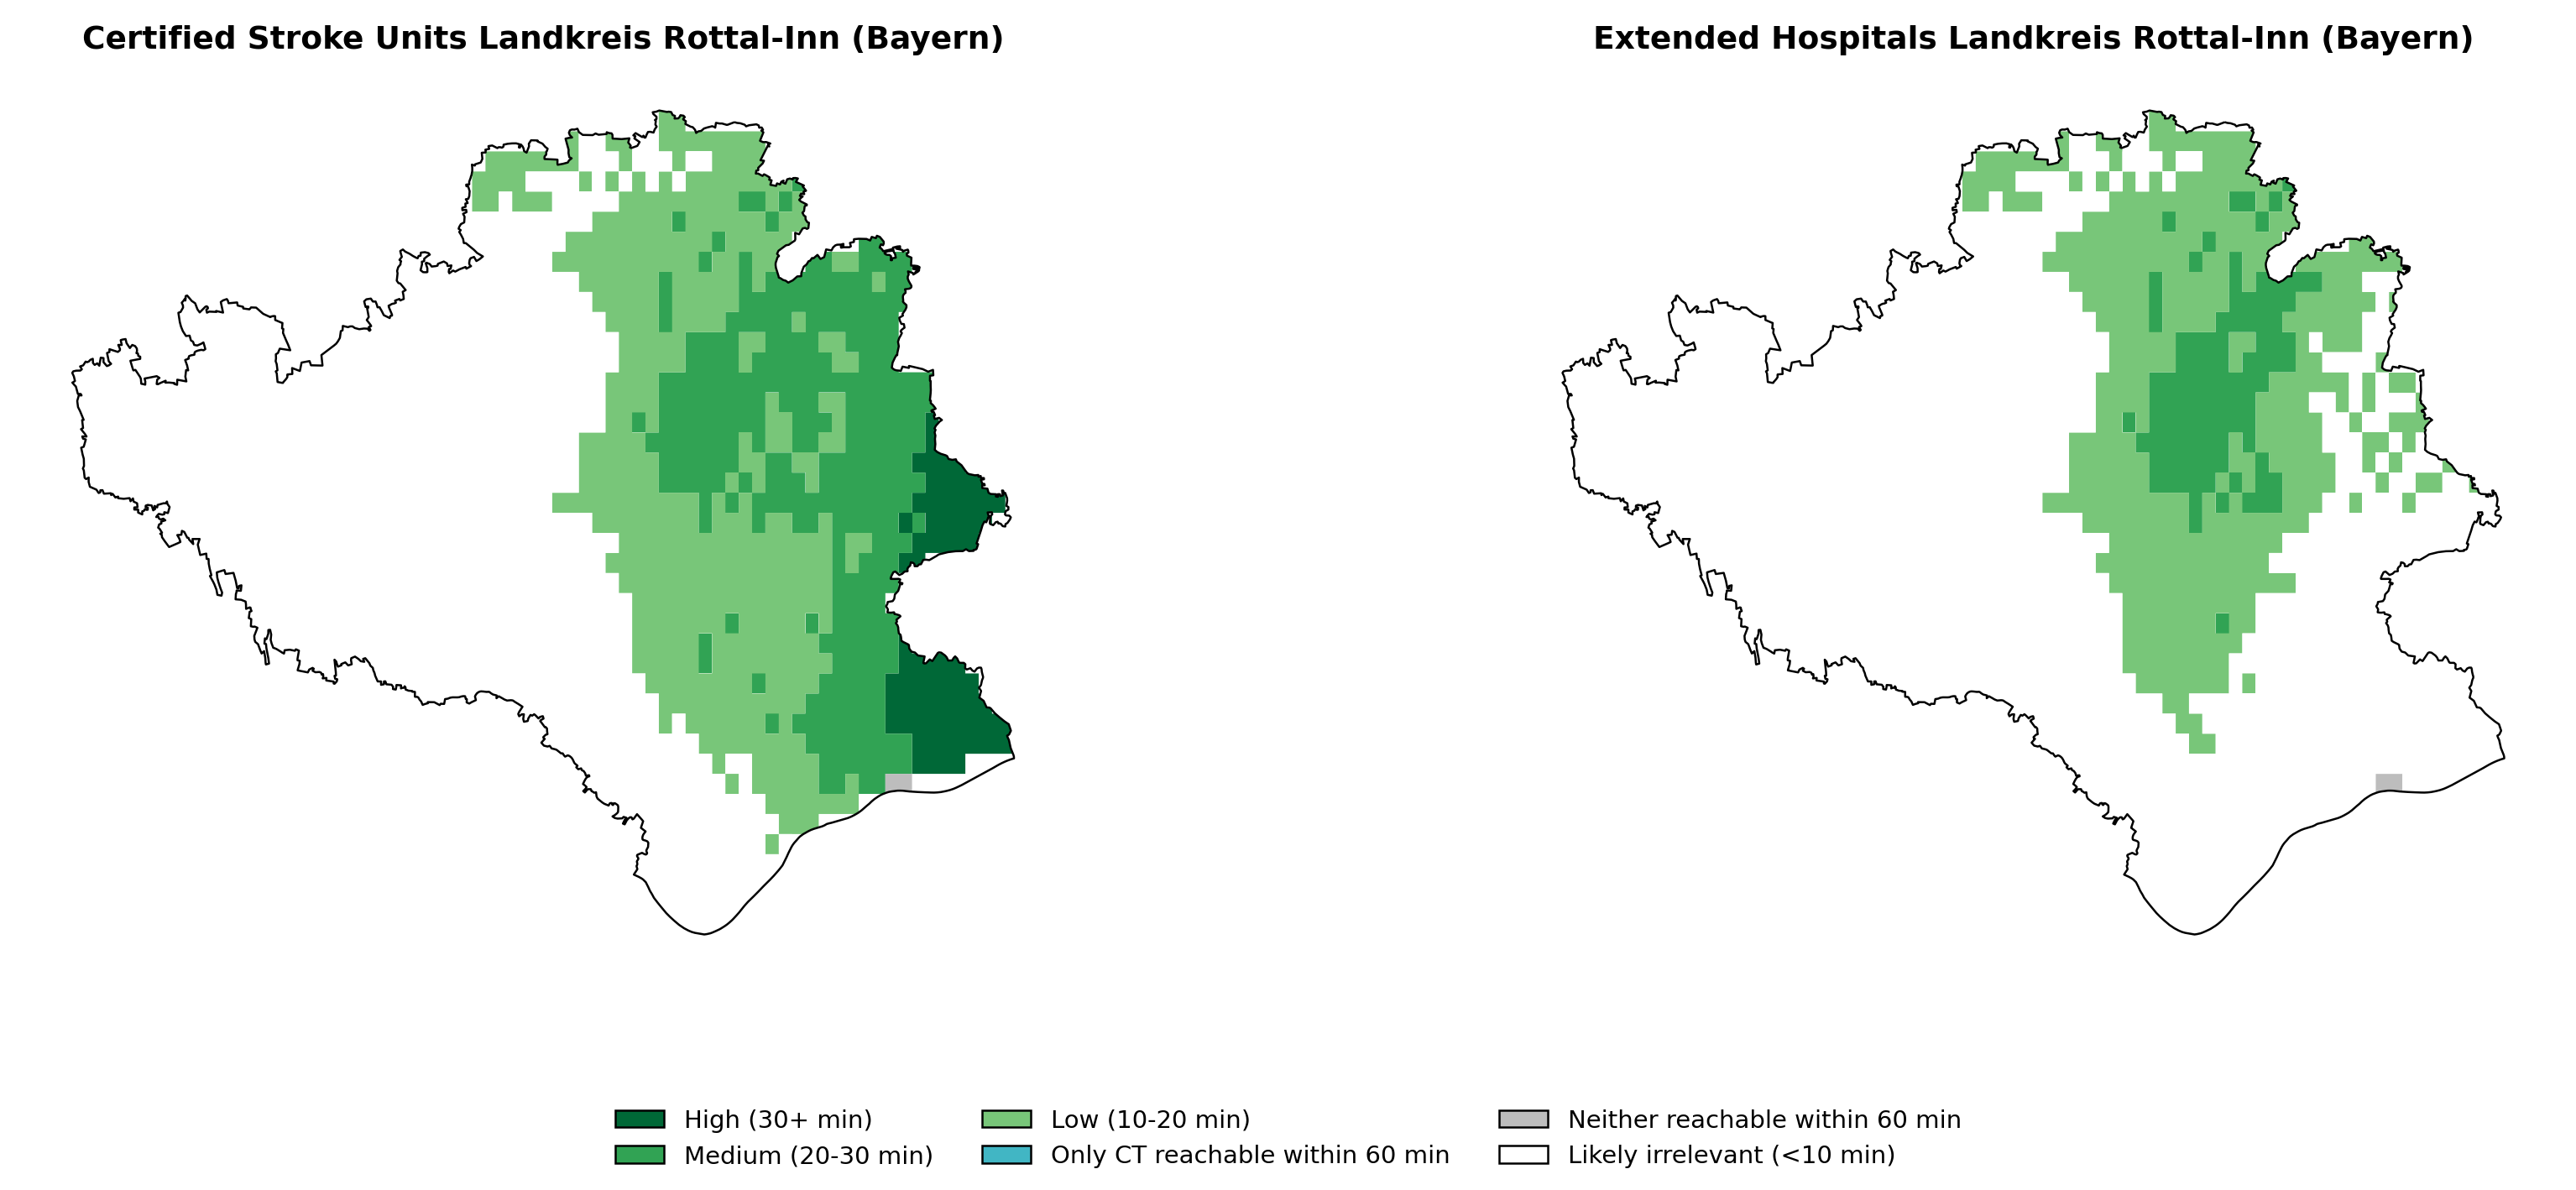 Certified Stroke Units Landkreis Rottal-Inn (Bayern)
Extended Hospitals Landkreis Rottal-Inn (Bayern)
High (30+ min)
Medium (20-30 min)
Low (10-20 min)
Only CT reachable within 60 min
Neither reachable within 60 min
Likely irrelevant (<10 min)